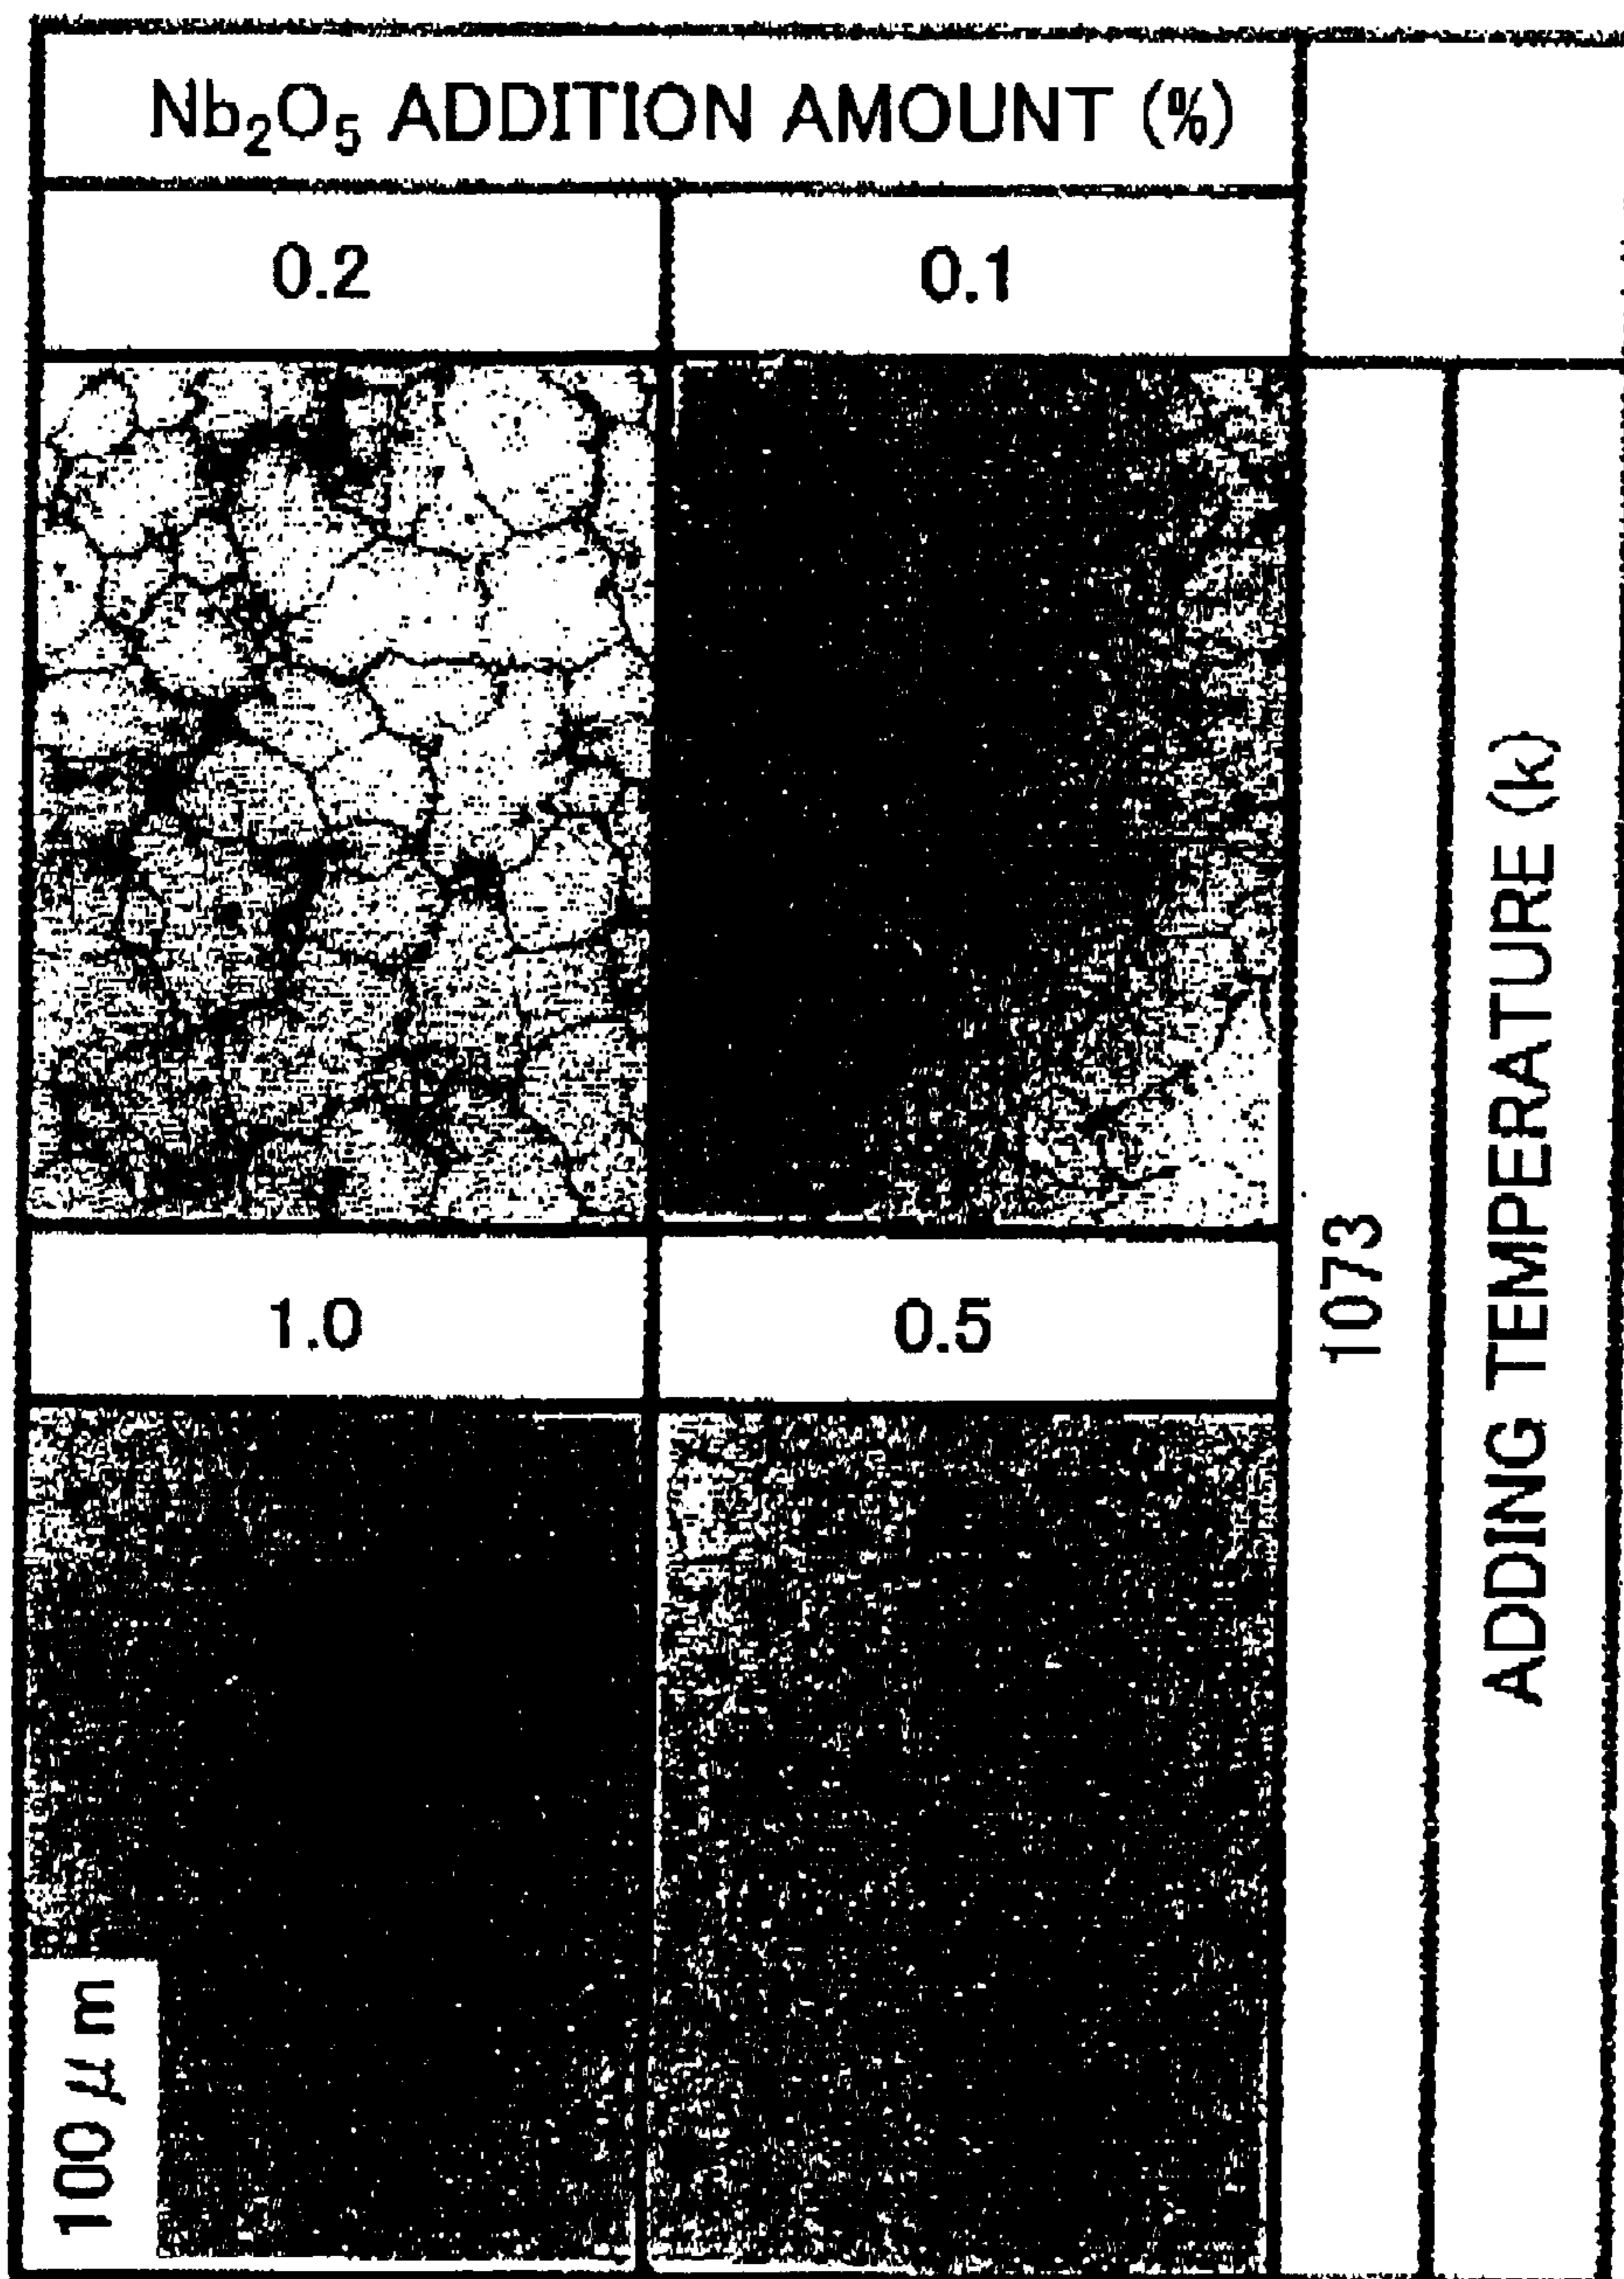 Nb₂O₅ ADDITION AMOUNT (%)
0.2
0.1
1.0
0.5
1073
ADDING TEMPERATURE (k)
100 μm